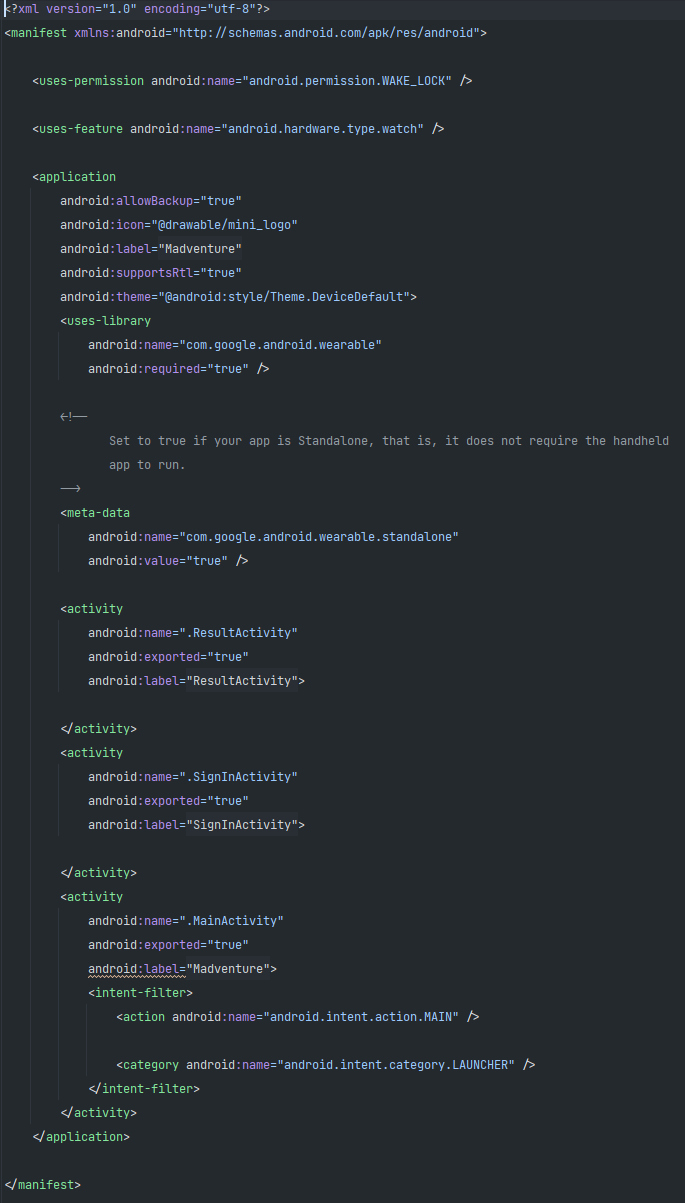 <?xml version="1.0" encoding="utf-8"?>
<manifest xmlns:android="http://schemas.android.com/apk/res/android">
<uses-permission android:name="android.permission.WAKE_LOCK" />
<uses-feature android:name="android.hardware.type.watch" />
<application
android:allowBackup="true"
android:icon="@drawable/mini_logo"
android:label="Madventure"
android:supportsRtl="true"
android:theme="@android:style/Theme.DeviceDefault">
<uses-library
android:name="com.google.android.wearable"
android:required="true" />
<!--
Set to true if your app is Standalone, that is, it does not require the handheld
app to run.
-->
<meta-data
android:name="com.google.android.wearable.standalone"
android:value="true" />
<activity
android:name=".ResultActivity"
android:exported="true"
android:label="ResultActivity">
</activity>
<activity
android:name=".SignInActivity"
android:exported="true"
android:label="SignInActivity">
</activity>
<activity
android:name=".MainActivity"
android:exported="true"
android:label="Madventure">
<intent-filter>
<action android:name="android.intent.action.MAIN" />
<category android:name="android.intent.category.LAUNCHER" />
</intent-filter>
</activity>
</application>
</manifest>